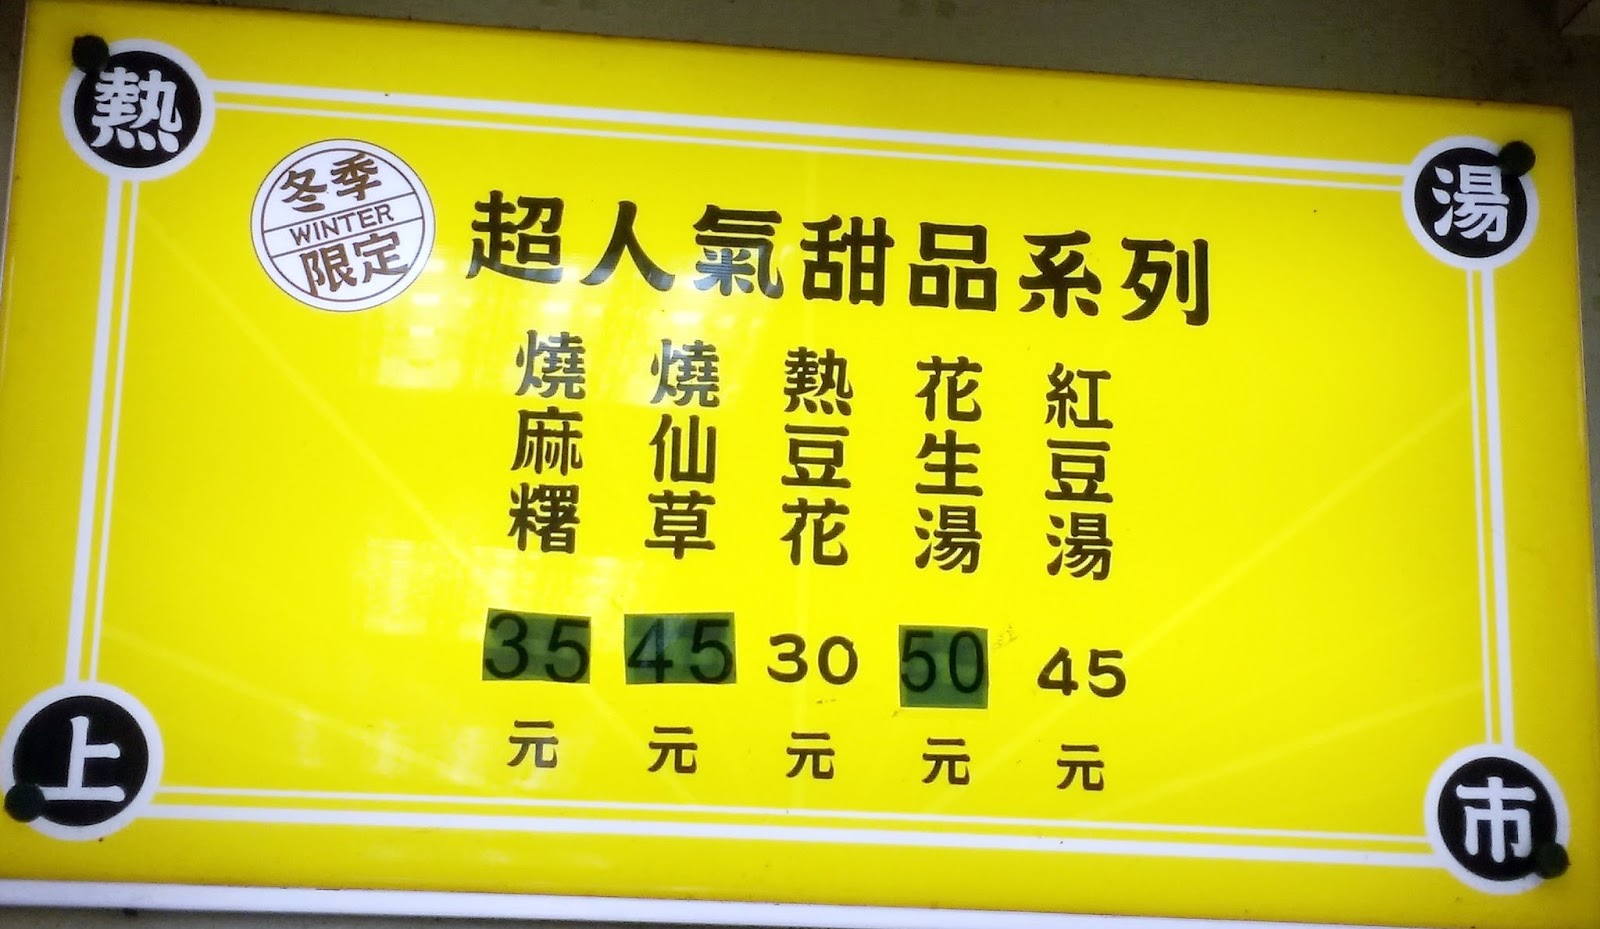 熱
湯
冬季
WINTER
限定
超人氣甜品系列
紅豆湯
45
元
花生湯
50
元
熱豆花
30
元
燒仙草
45
元
燒麻糬
35
元
上
市